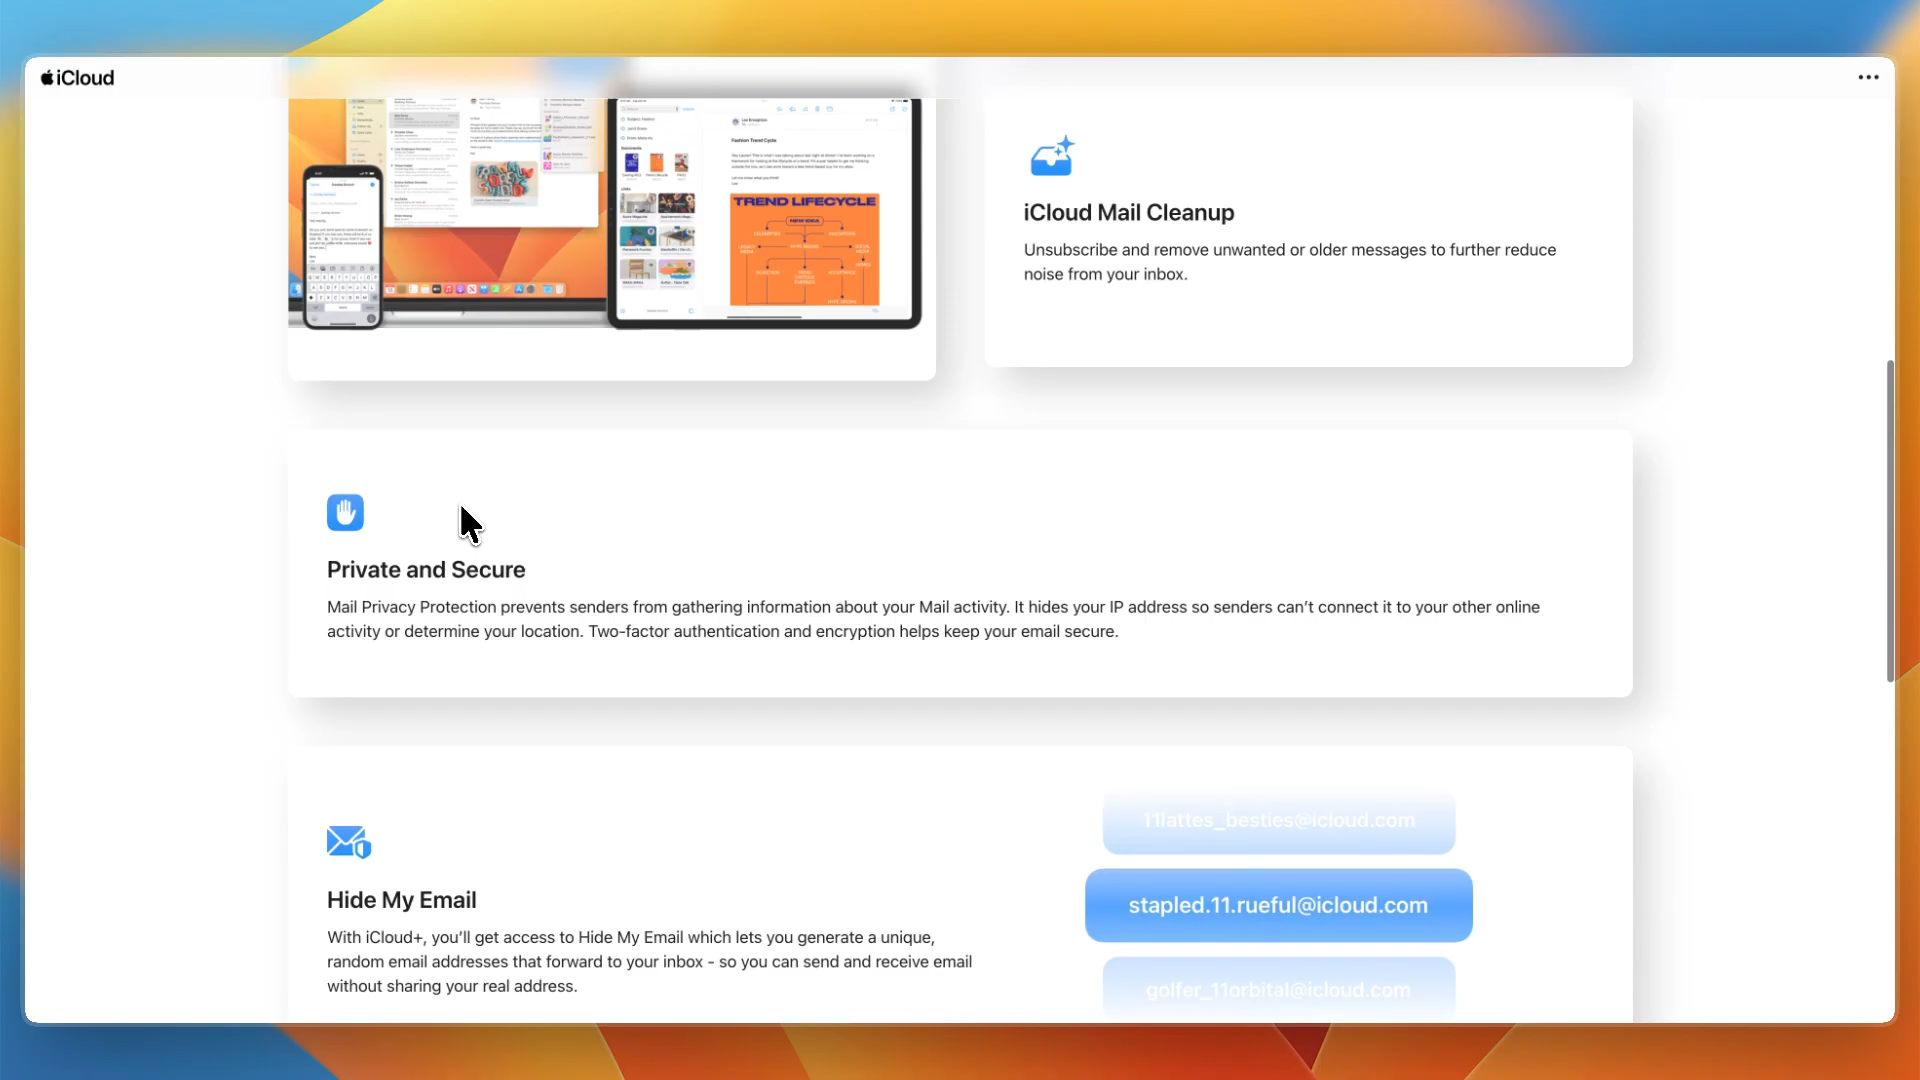 iCloud
Fashion Trend Cycle
TREND LIFECYCLE
NEW IDEA
iCloud Mail Cleanup
Unsubscribe and remove unwanted or older messages to further reduce
noise from your inbox.
Private and Secure
Mail Privacy Protection prevents senders from gathering information about your Mail activity. It hides your IP address so senders can’t connect it to your other online
activity or determine your location. Two-factor authentication and encryption helps keep your email secure.
Hide My Email
With iCloud+, you’ll get access to Hide My Email which lets you generate a unique,
random email addresses that forward to your inbox - so you can send and receive email
without sharing your real address.
11lattes_besties@icloud.com
stapled.11.rueful@icloud.com
golfer_11orbital@icloud.com